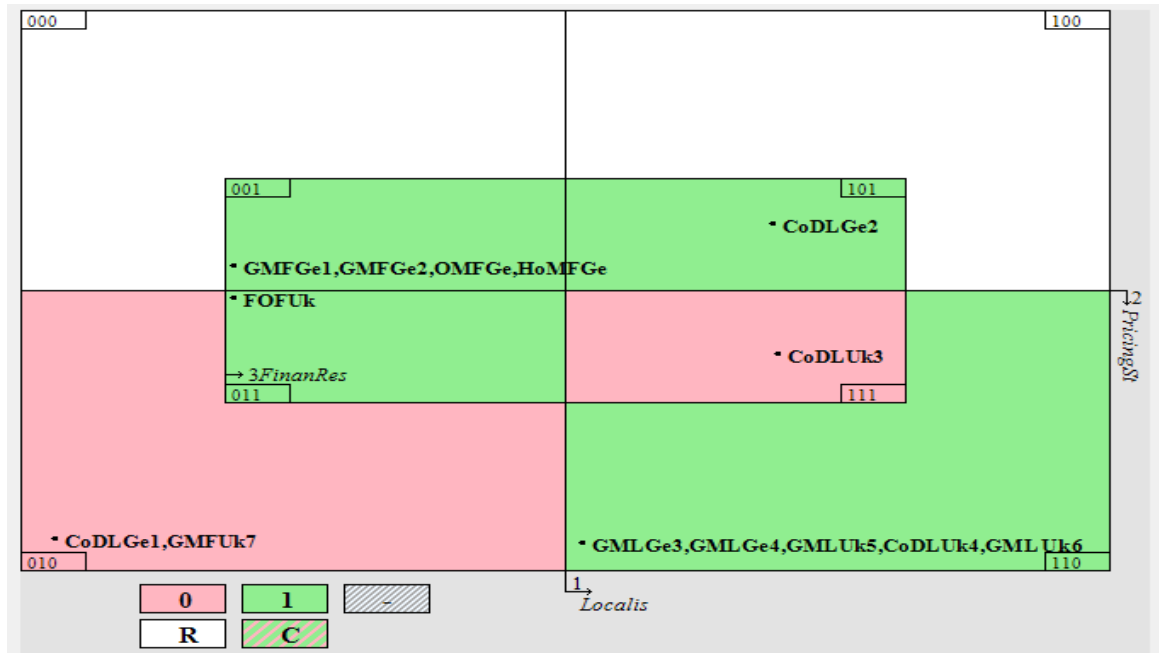 000 100
001 101
CoDLGe2
GMFGe1,GMFGe2,OMFGe,HoMFGe
FOFUk
2
PricingSt
CoDLUk3
3FinanRes
011 111
CoDLGe1,GMFUk7
GMLGe3,GMLGe4,GMLUk5,CoDLUk4,GMLUk6
010 110
1
Localis
0 1 -
R C